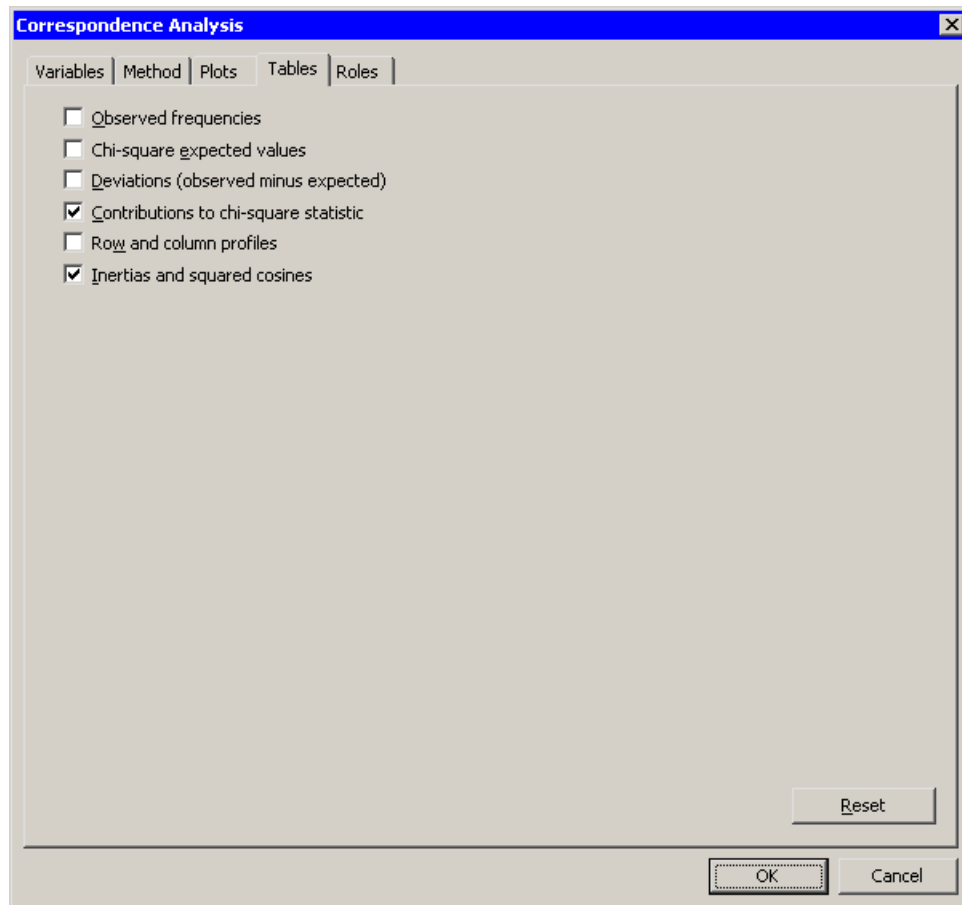 Correspondence Analysis
Variables Method Plots Tables Roles
Observed frequencies
Chi-square expected values
Deviations (observed minus expected)
Contributions to chi-square statistic
Row and column profiles
Inertias and squared cosines
Reset
OK Cancel